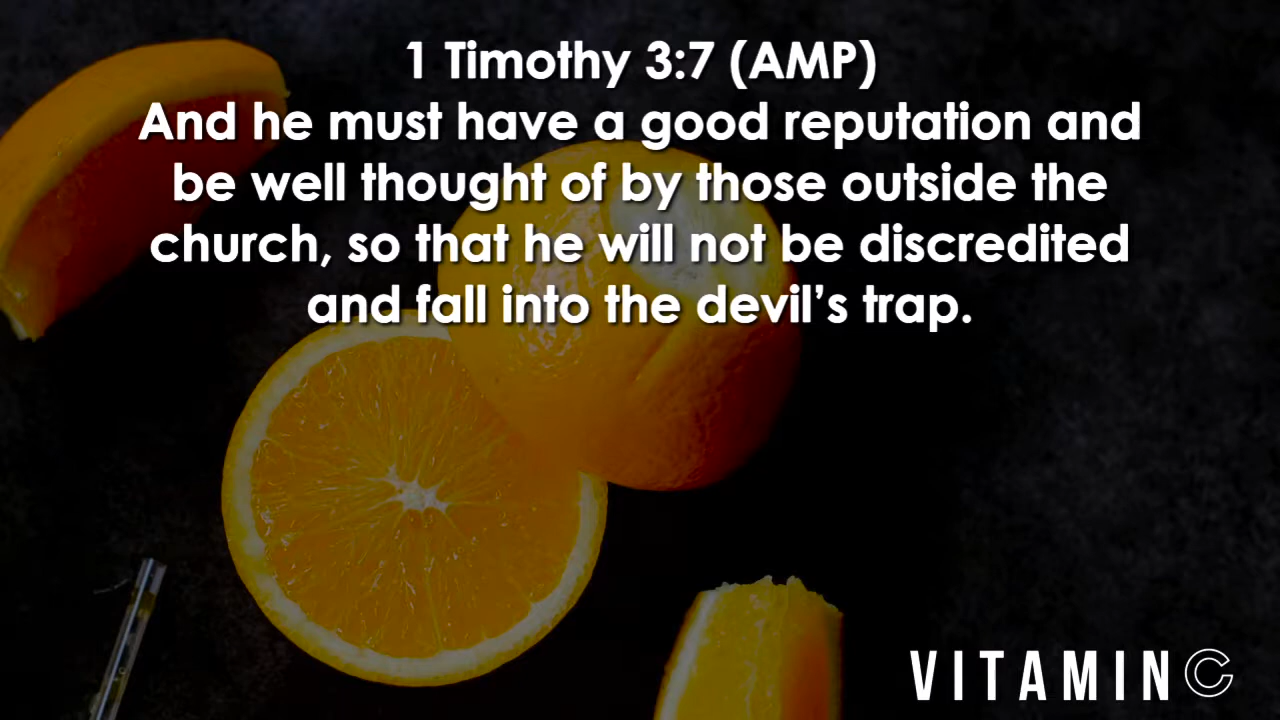 1 Timothy 3:7 (AMP)
And he must have a good reputation and
be well thought of by those outside the
church, so that he will not be discredited
and fall into the devil’s trap.
VITAMIN C